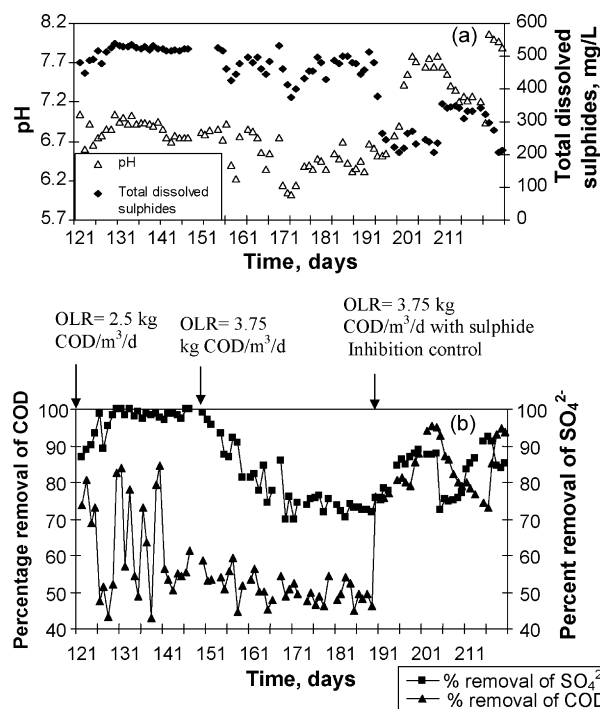 (a)
8.2
7.7
7.2
6.7
6.2
5.7
pH
600
500
400
300
200
100
0
Total dissolved
sulphides, mg/L
pH
Total dissolved
sulphides
121 131 141 151 161 171 181 191 201 211
Time, days
OLR= 2.5 kg
COD/m³/d
OLR= 3.75
kg COD/m³/d
OLR= 3.75 kg
COD/m³/d with sulphide
Inhibition control
(b)
100
90
80
70
60
50
40
Percentage removal of COD
100
90
80
70
60
50
40
Percent removal of SO₄²⁻
121 131 141 151 161 171 181 191 201 211
Time, days
% removal of SO₄²
% removal of COD